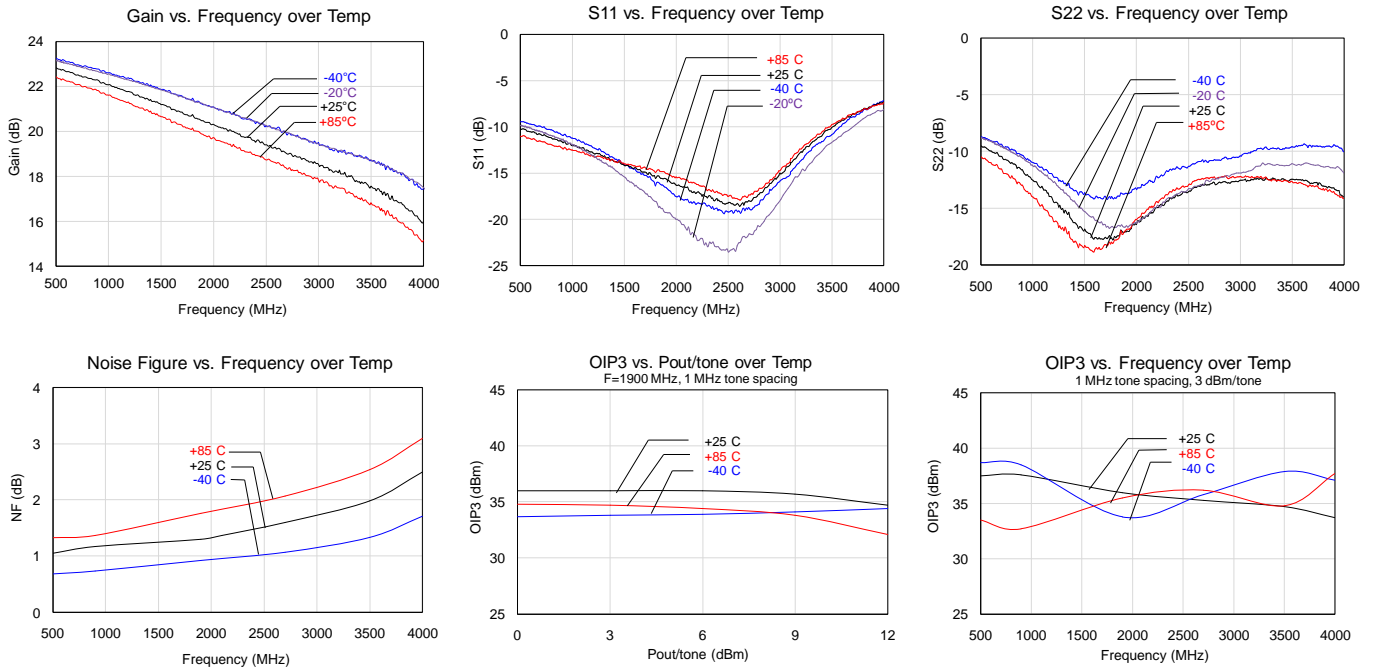 Gain vs. Frequency over Temp
24
22
20
18
16
14
Gain (dB)
-40°C
-20°C
+25°C
+85ºC
500 1000 1500 2000 2500 3000 3500 4000
Frequency (MHz)
S11 vs. Frequency over Temp
0
-5
-10
-15
-20
-25
S11 (dB)
+85 C
+25 C
-40 C
-20ºC
500 1000 1500 2000 2500 3000 3500 4000
Frequency (MHz)
S22 vs. Frequency over Temp
0
-5
-10
-15
-20
S22 (dB)
-40 C
-20 C
+25 C
+85ºC
500 1000 1500 2000 2500 3000 3500 4000
Frequency (MHz)
Noise Figure vs. Frequency over Temp
4
3
2
1
0
NF (dB)
+85 C
+25 C
-40 C
500 1000 1500 2000 2500 3000 3500 4000
Frequency (MHz)
OIP3 vs. Pout/tone over Temp
F=1900 MHz, 1 MHz tone spacing
45
40
35
30
25
OIP3 (dBm)
+25 C
+85 C
-40 C
0 3 6 9 12
Pout/tone (dBm)
OIP3 vs. Frequency over Temp
1 MHz tone spacing, 3 dBm/tone
45
40
35
30
25
OIP3 (dBm)
+25 C
+85 C
-40 C
500 1000 1500 2000 2500 3000 3500 4000
Frequency (MHz)